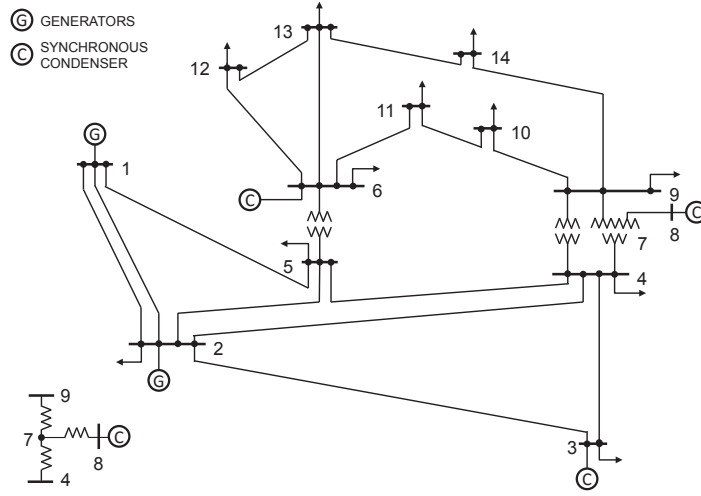 G GENERATORS
C SYNCHRONOUS
CONDENSER
13
14
12
11
10
G
1
C
6
9
7
C
8
5
4
2
G
9
7
C
8
4
3
C